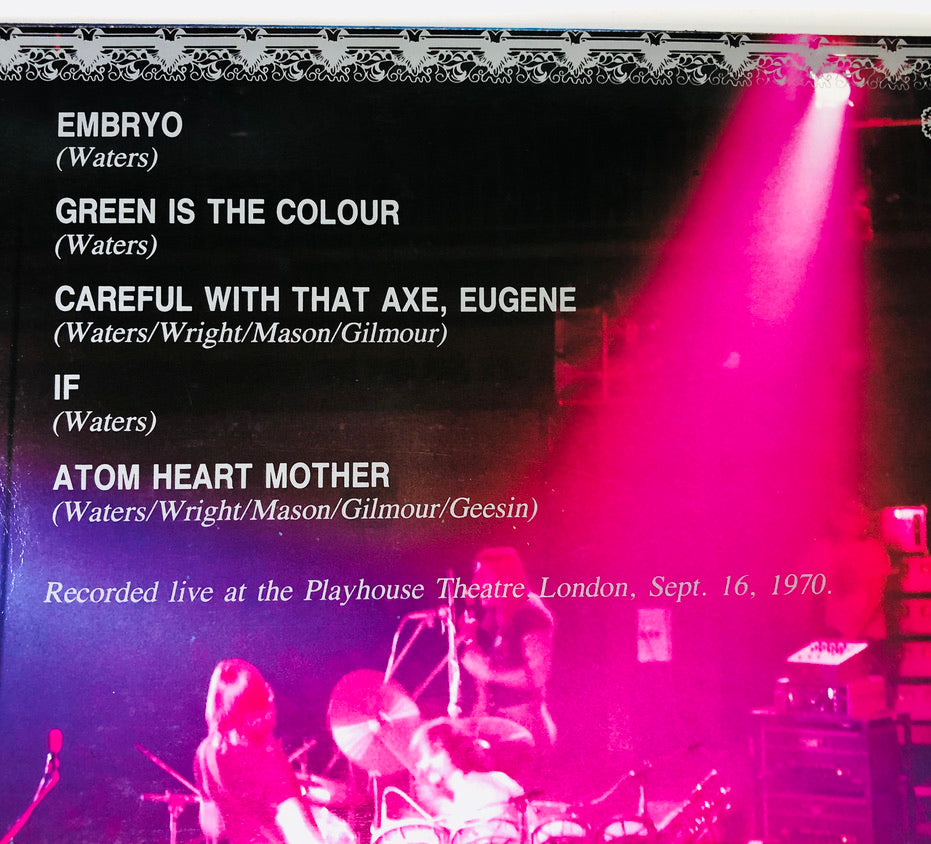 EMBRYO
(Waters)
GREEN IS THE COLOUR
(Waters)
CAREFUL WITH THAT AXE, EUGENE
(Waters/Wright/Mason/Gilmour)
IF
(Waters)
ATOM HEART MOTHER
(Waters/Wright/Mason/Gilmour/Geesin)
Recorded live at the Playhouse Theatre, London, Sept. 16, 1970.